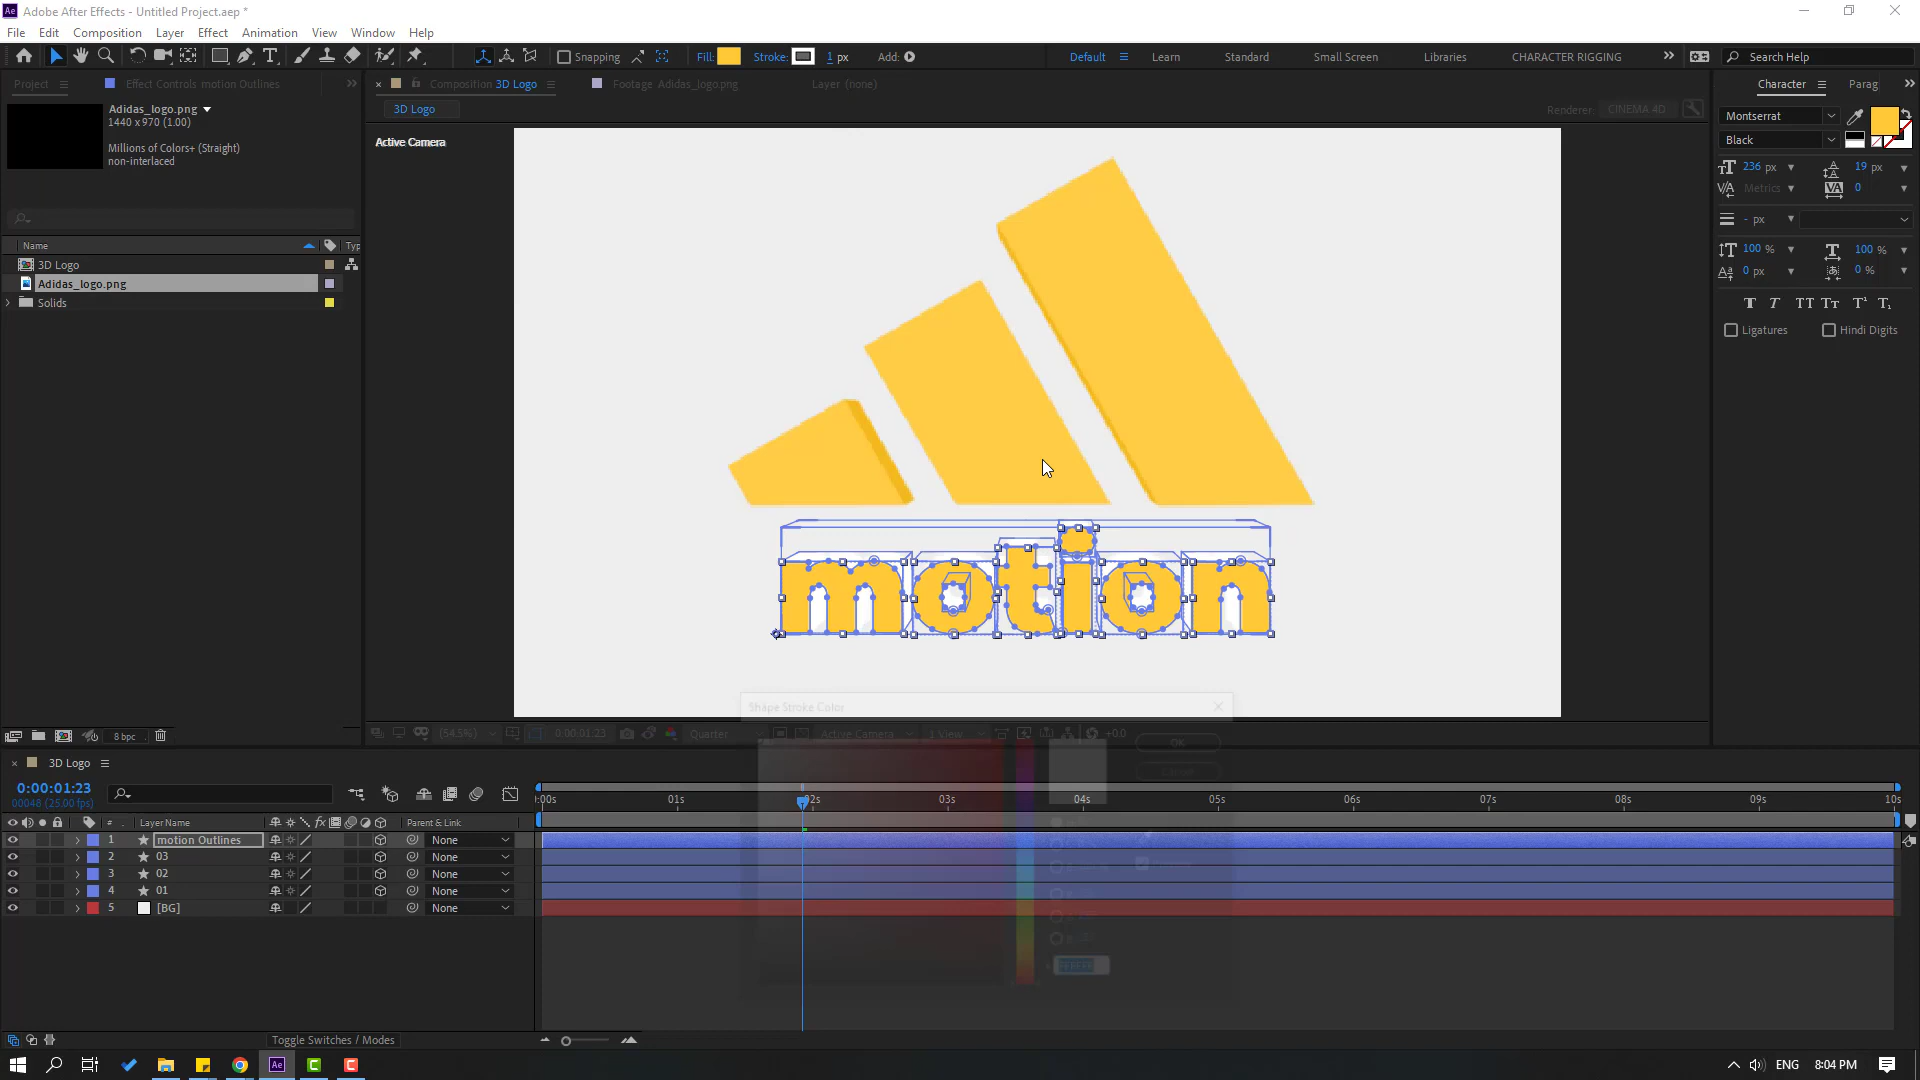 Adobe After Effects - Untitled Project.aep *
File Edit Composition Layer Effect Animation View Window Help
Snapping Fill: Stroke: 1 px Add: Default Learn Standard Small Screen Libraries CHARACTER RIGGING Search Help
Project Effect Controls motion Outlines Composition 3D Logo Footage Adidas_logo.png Layer (none) Character Parag
Adidas_logo.png
1440 x 970 (1.00)
Millions of Colors+ (Straight)
non-interlaced
3D Logo Renderer: CINEMA 4D
Active Camera
Montserrat
Black
236 px 19 px
Metrics 0
- px
100 % 100 %
0 px 0 %
Ligatures Hindi Digits
Name Typ
3D Logo
Adidas_logo.png
Solids
motion
Shape Stroke Color
8 bpc (54.5%) 0:00:01:23 Quarter Active Camera 1 View +0.0
OK
Cancel
3D Logo
0:00:01:23
00048 (25.00 fps)
:00s 01s 02s 03s 04s 05s 06s 07s 08s 09s 10s
# Layer Name Parent & Link
1 motion Outlines None
2 03 None
3 02 None
4 01 None
5 [BG] None
Toggle Switches / Modes
ENG 8:04 PM